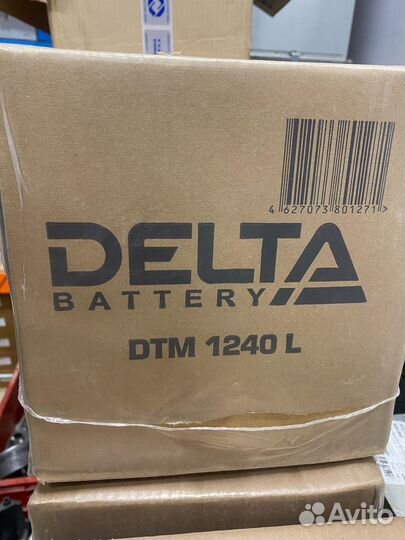 4 627073 801271 >
DELTA
BATTERY
DTM 1240 L
Avito